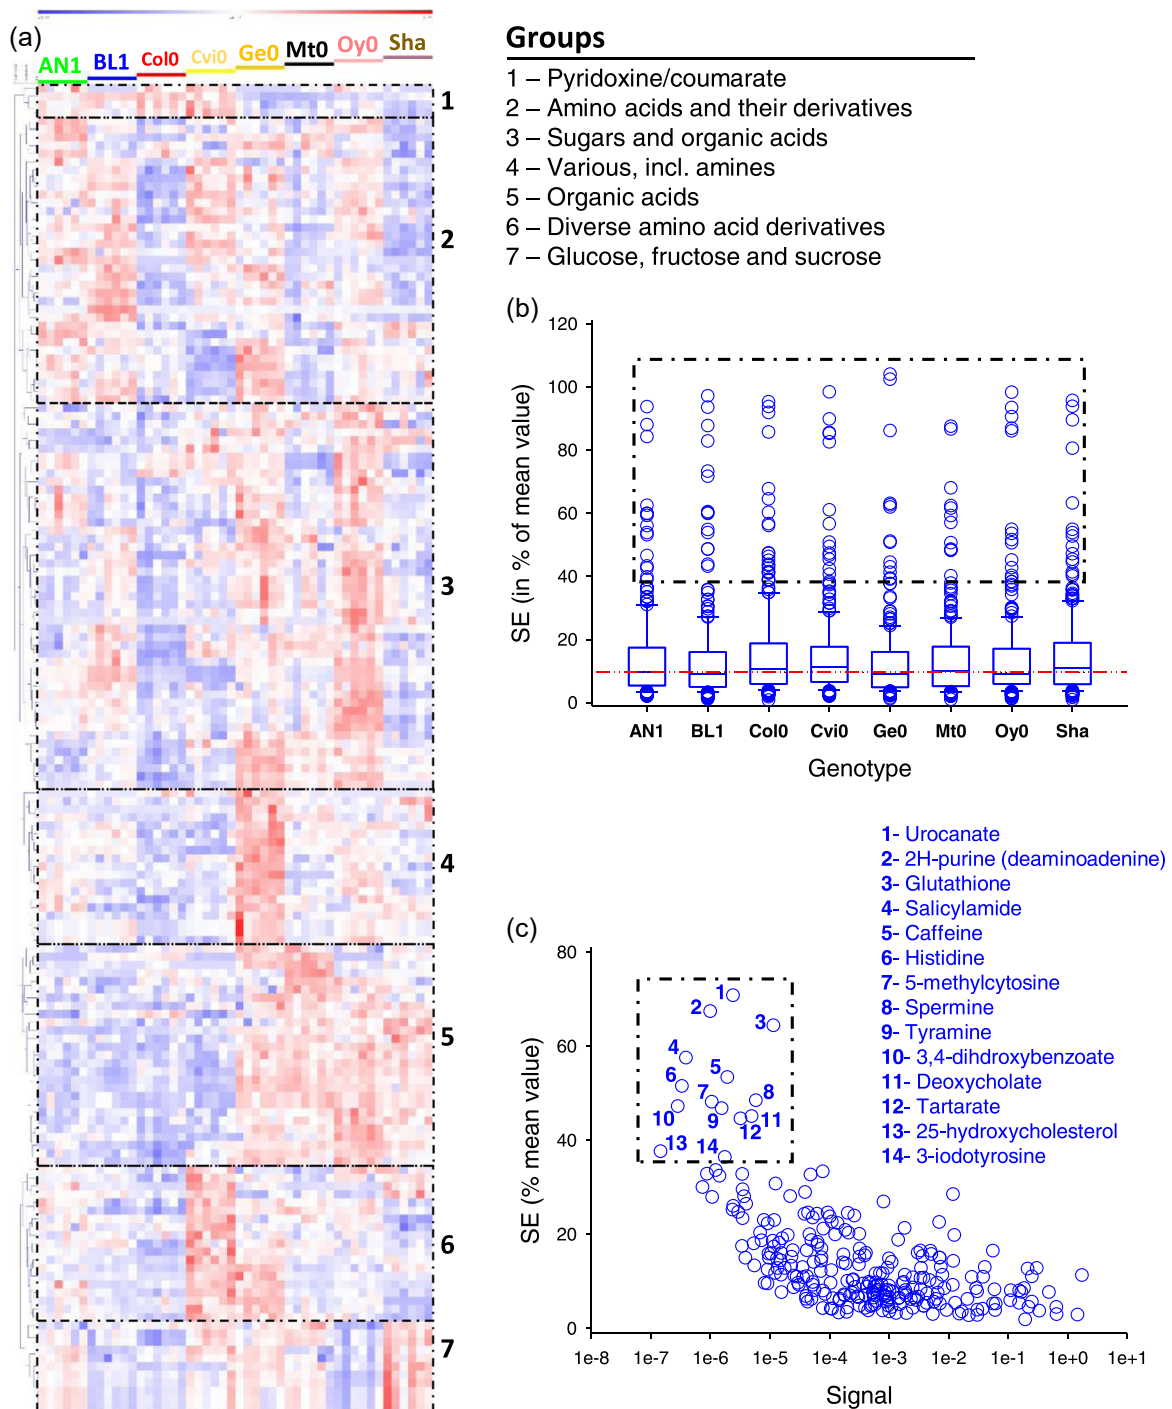 (a)
AN1 BL1 Col0 Cvi0 Ge0 Mt0 Oy0 Sha
1
2
3
4
5
6
7
Groups
1 – Pyridoxine/coumarate
2 – Amino acids and their derivatives
3 – Sugars and organic acids
4 – Various, incl. amines
5 – Organic acids
6 – Diverse amino acid derivatives
7 – Glucose, fructose and sucrose
(b)
SE (in % of mean value)
120
100
80
60
40
20
0
AN1 BL1 Col0 Cvi0 Ge0 Mt0 Oy0 Sha
Genotype
(c)
1- Urocanate
2- 2H-purine (deaminoadenine)
3- Glutathione
4- Salicylamide
5- Caffeine
6- Histidine
7- 5-methylcytosine
8- Spermine
9- Tyramine
10- 3,4-dihdroxybenzoate
11- Deoxycholate
12- Tartarate
13- 25-hydroxycholesterol
14- 3-iodotyrosine
SE (% mean value)
80
60
40
20
0
1
2
3
4
5
6
7
8
9
10
11
12
13
14
1e-8 1e-7 1e-6 1e-5 1e-4 1e-3 1e-2 1e-1 1e+0 1e+1
Signal